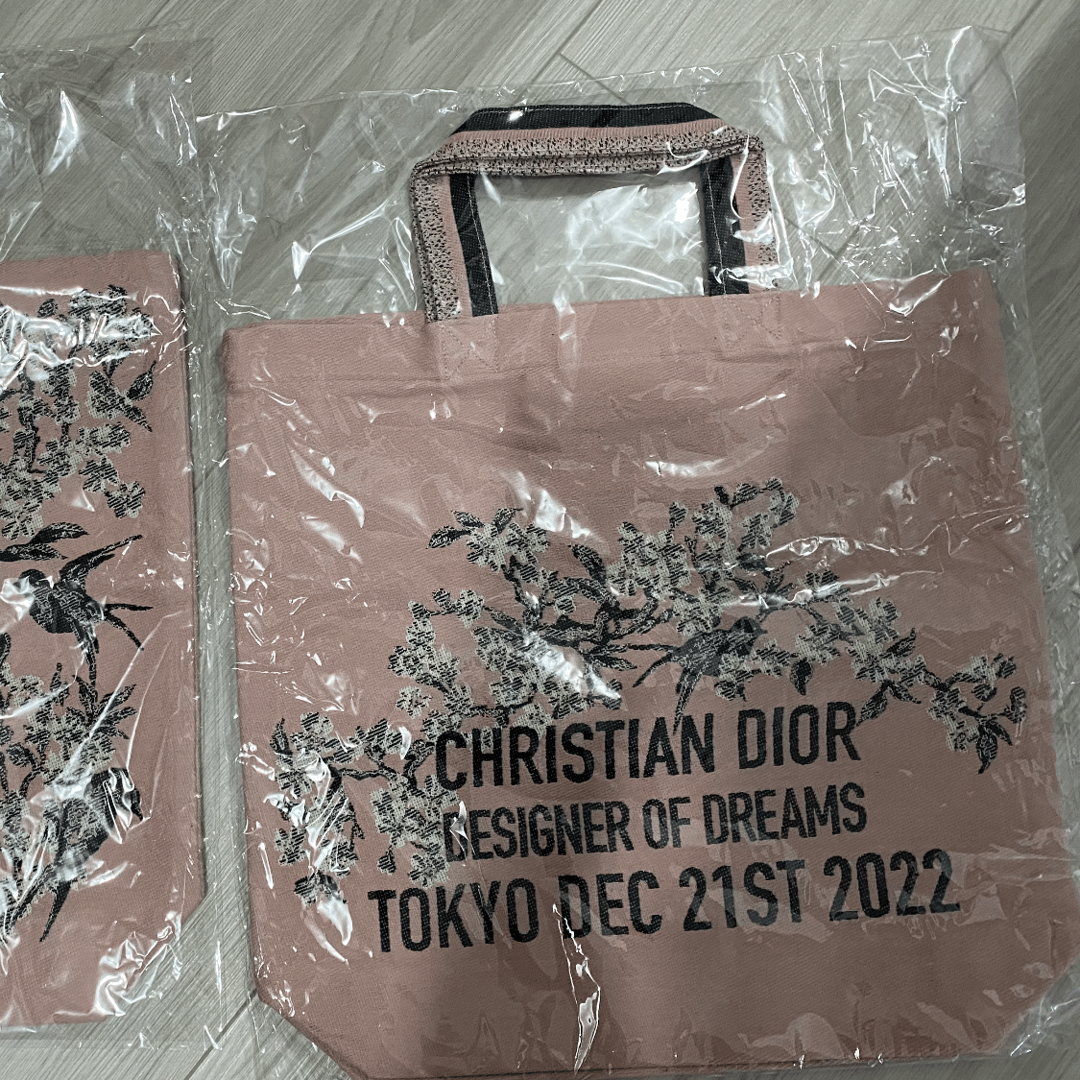 CHRISTIAN DIOR
DESIGNER OF DREAMS
TOKYO DEC 21ST 2022